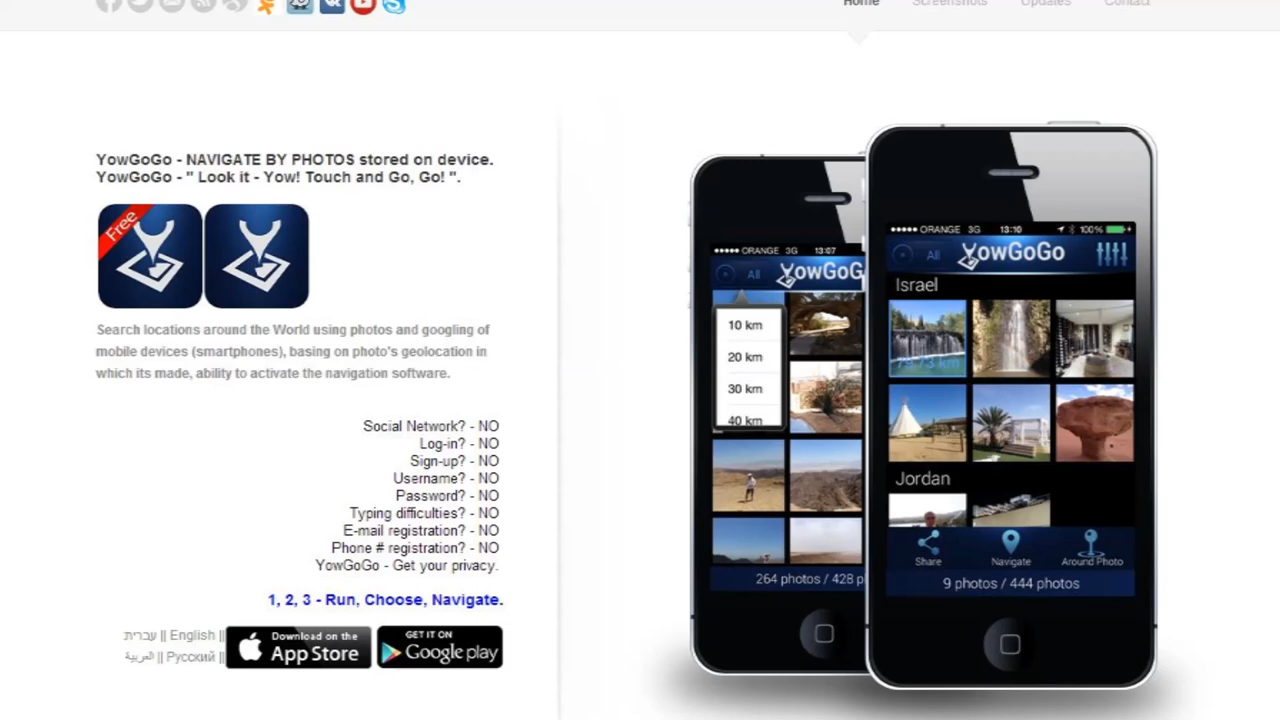 Home Screenshots Updates Contact
YowGoGo - NAVIGATE BY PHOTOS stored on device.
YowGoGo - " Look it - Yow! Touch and Go, Go! ".
Free
Search locations around the World using photos and googling of
mobile devices (smartphones), basing on photo's geolocation in
which its made, ability to activate the navigation software.
Social Network? - NO
Log-in? - NO
Sign-up? - NO
Username? - NO
Password? - NO
Typing difficulties? - NO
E-mail registration? - NO
Phone # registration? - NO
YowGoGo - Get your privacy.
1, 2, 3 - Run, Choose, Navigate.
עברית || English ||
العربية || Русский ||
Download on the
App Store
GET IT ON
Google play
ORANGE 3G 13:07
All YowGoG
10 km
20 km
30 km
40 km
264 photos / 428 p
ORANGE 3G 13:10 100%
All YowGoGo
Israel
Jordan
Share Navigate Around Photo
9 photos / 444 photos